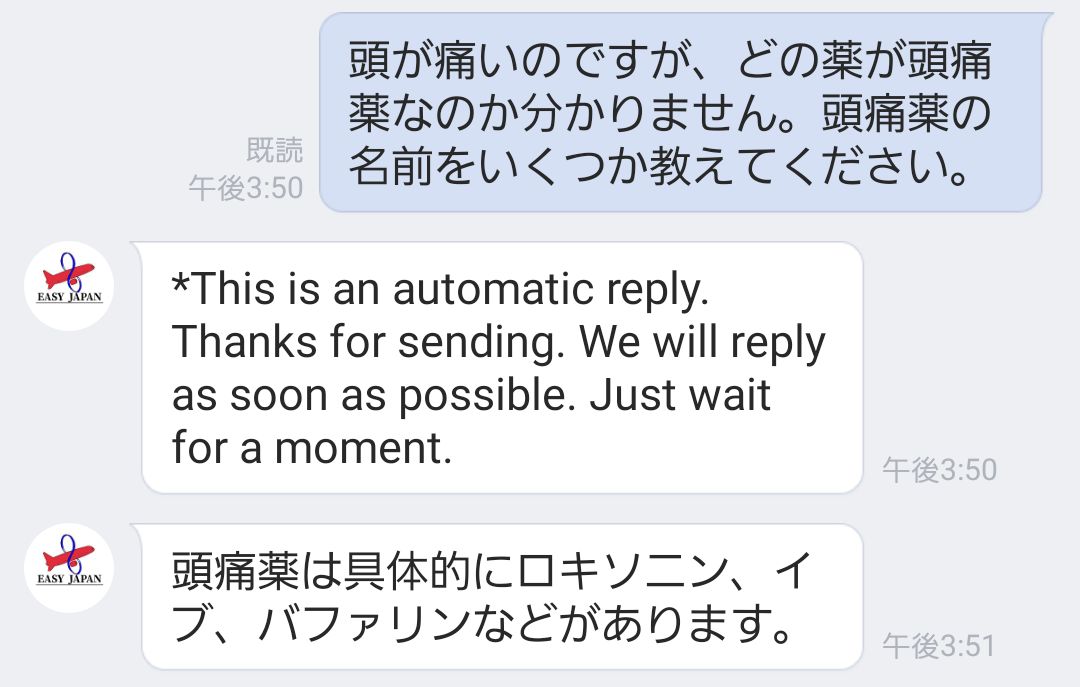 頭が痛いのですが、どの薬が頭痛
薬なのか分かりません。頭痛薬の
名前をいくつか教えてください。
既読
午後3:50
EASY JAPAN
*This is an automatic reply.
Thanks for sending. We will reply
as soon as possible. Just wait
for a moment.
午後3:50
EASY JAPAN
頭痛薬は具体的にロキソニン、イ
ブ、バファリンなどがあります。
午後3:51